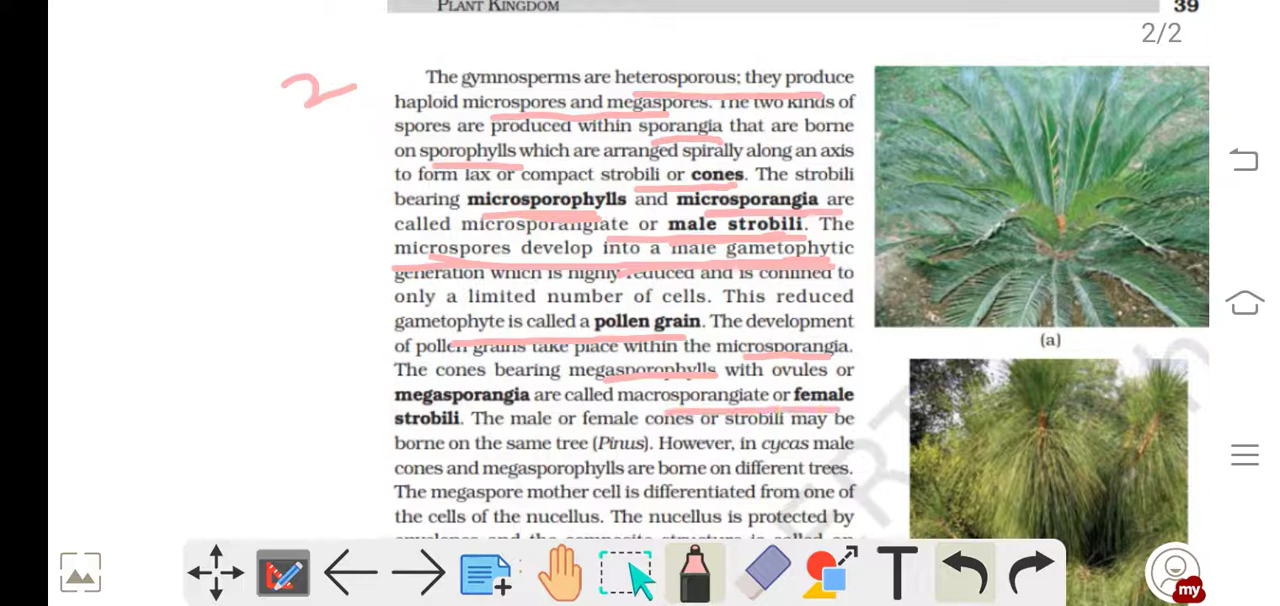 PLANT KINGDOM
39
2/2
2
The gymnosperms are heterosporous; they produce
haploid microspores and megaspores. The two kinds of
spores are produced within sporangia that are borne
on sporophylls which are arranged spirally along an axis
to form lax or compact strobili or cones. The strobili
bearing microsporophylls and microsporangia are
called microsporangiate or male strobili. The
microspores develop into a male gametophytic
generation which is highly reduced and is confined to
only a limited number of cells. This reduced
gametophyte is called a pollen grain. The development
of pollen grains take place within the microsporangia.
The cones bearing megasporophylls with ovules or
megasporangia are called macrosporangiate or female
strobili. The male or female cones or strobili may be
borne on the same tree (Pinus). However, in cycas male
cones and megasporophylls are borne on different trees.
The megaspore mother cell is differentiated from one of
the cells of the nucellus. The nucellus is protected by
(a)
T
my